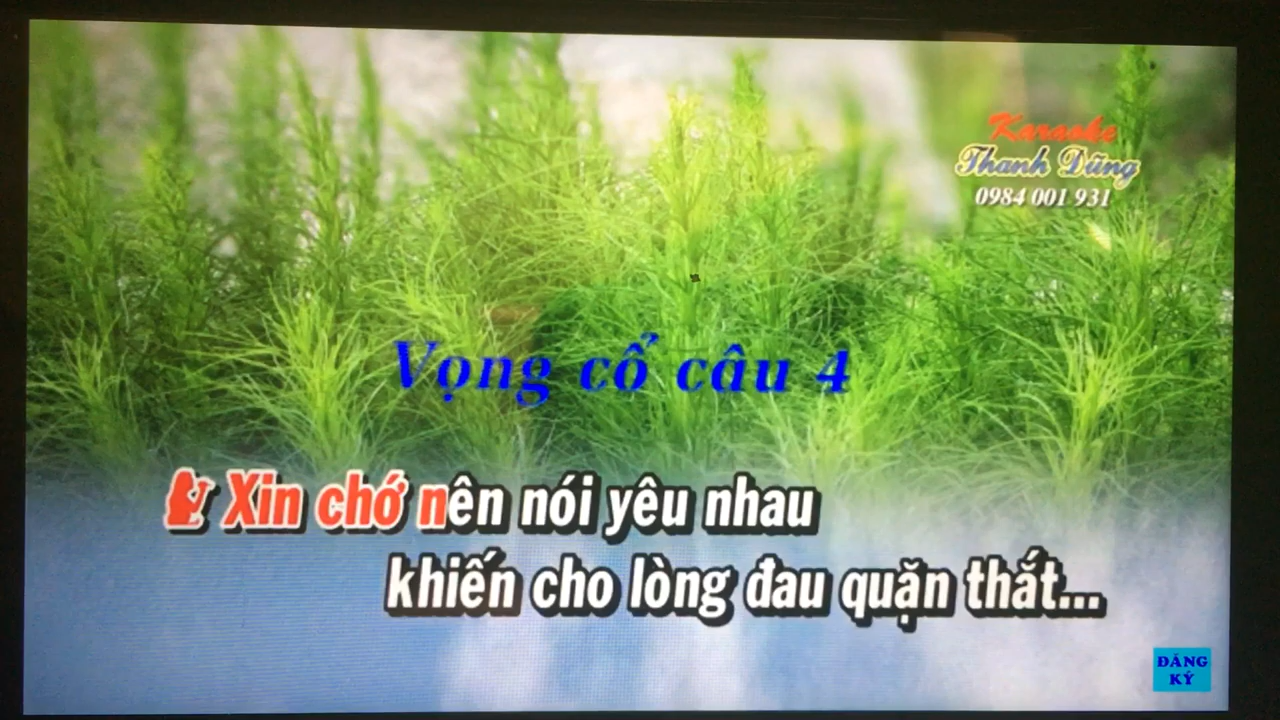 Karaoke
Thanh Dũng
0984 001 931
Vọng cổ câu 4
Xin chớ nên nói yêu nhau
khiến cho lòng đau quặn thắt...
ĐĂNG
KÝ